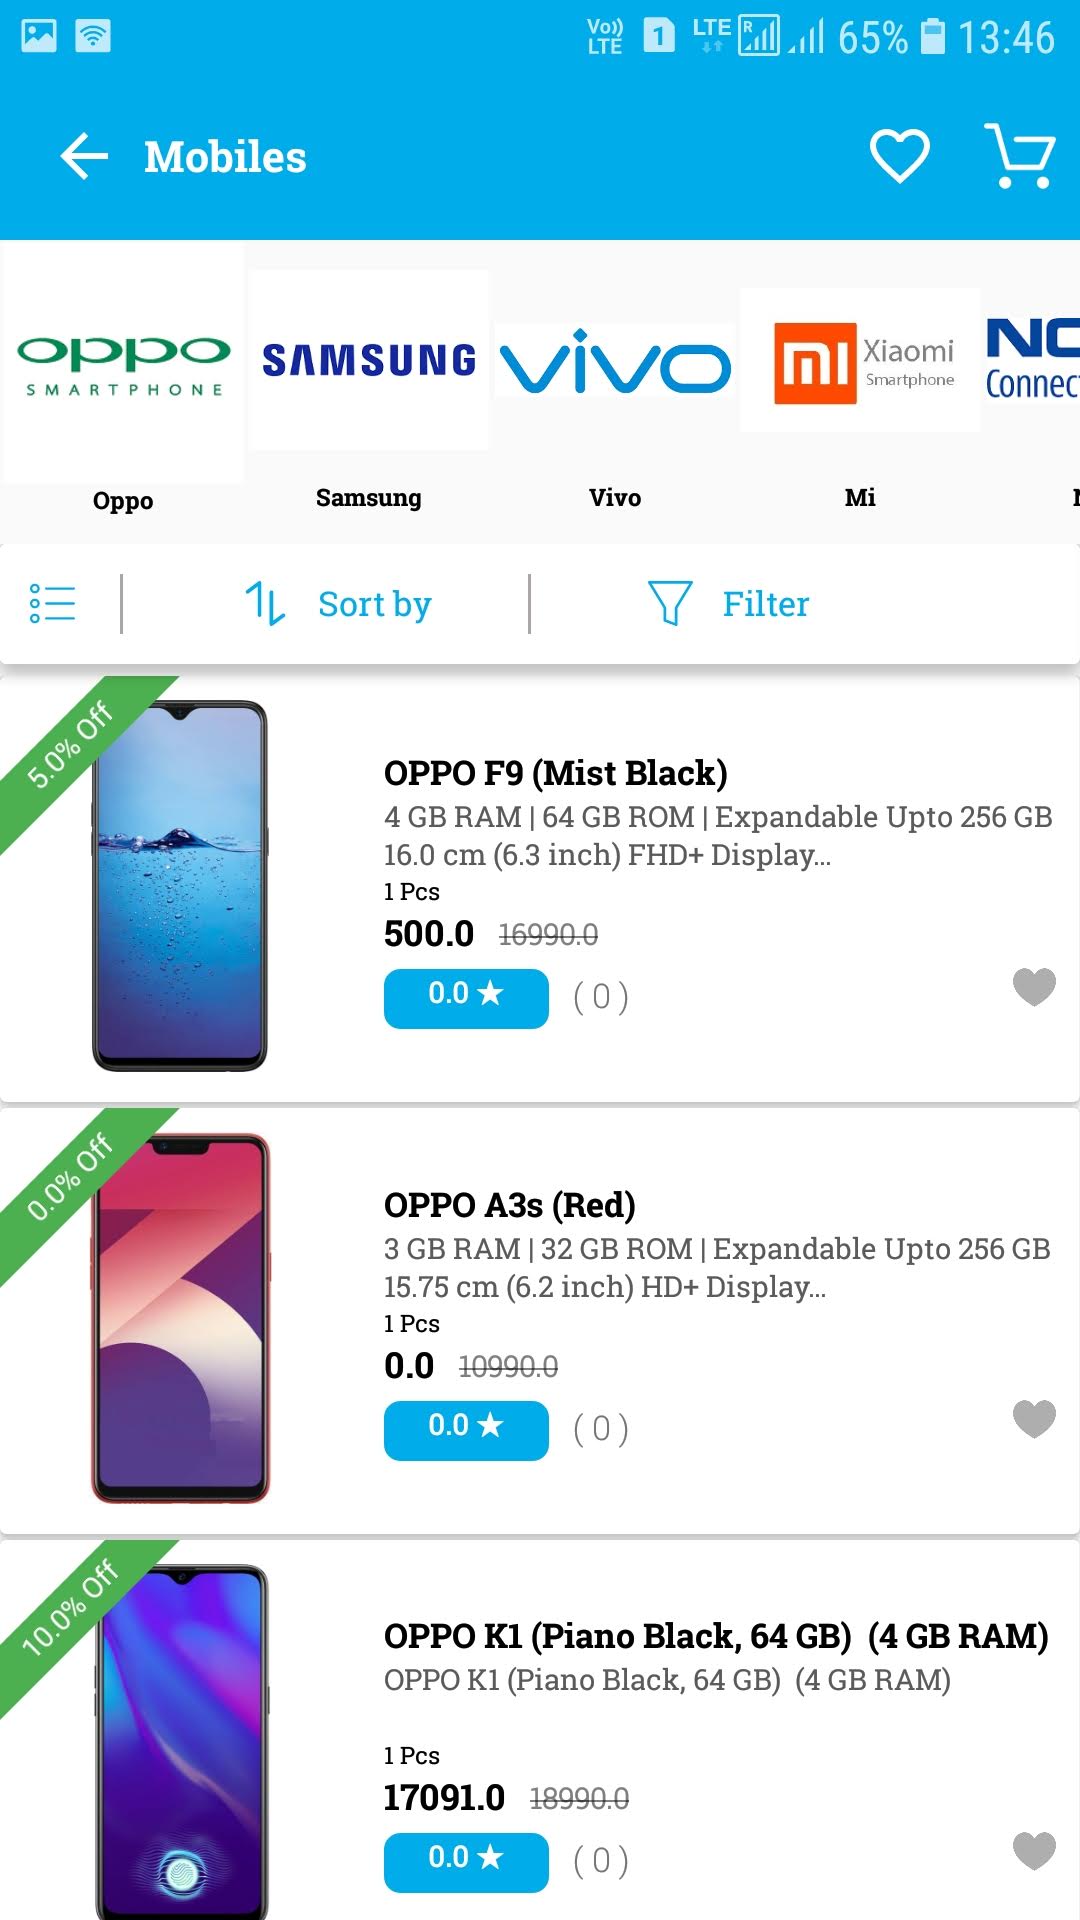 Vo)) LTE 1 LTE R 65% 13:46
Mobiles
oppo
SMARTPHONE
SAMSUNG
vivo
mi Xiaomi
Smartphone
NO
Connec
Oppo Samsung Vivo Mi
Sort by Filter
5.0% Off
OPPO F9 (Mist Black)
4 GB RAM | 64 GB ROM | Expandable Upto 256 GB
16.0 cm (6.3 inch) FHD+ Display...
1 Pcs
500.0 16990.0
0.0 ★ ( 0 )
0.0% Off
OPPO A3s (Red)
3 GB RAM | 32 GB ROM | Expandable Upto 256 GB
15.75 cm (6.2 inch) HD+ Display...
1 Pcs
0.0 10990.0
0.0 ★ ( 0 )
10.0% Off
OPPO K1 (Piano Black, 64 GB) (4 GB RAM)
OPPO K1 (Piano Black, 64 GB) (4 GB RAM)
1 Pcs
17091.0 18990.0
0.0 ★ ( 0 )